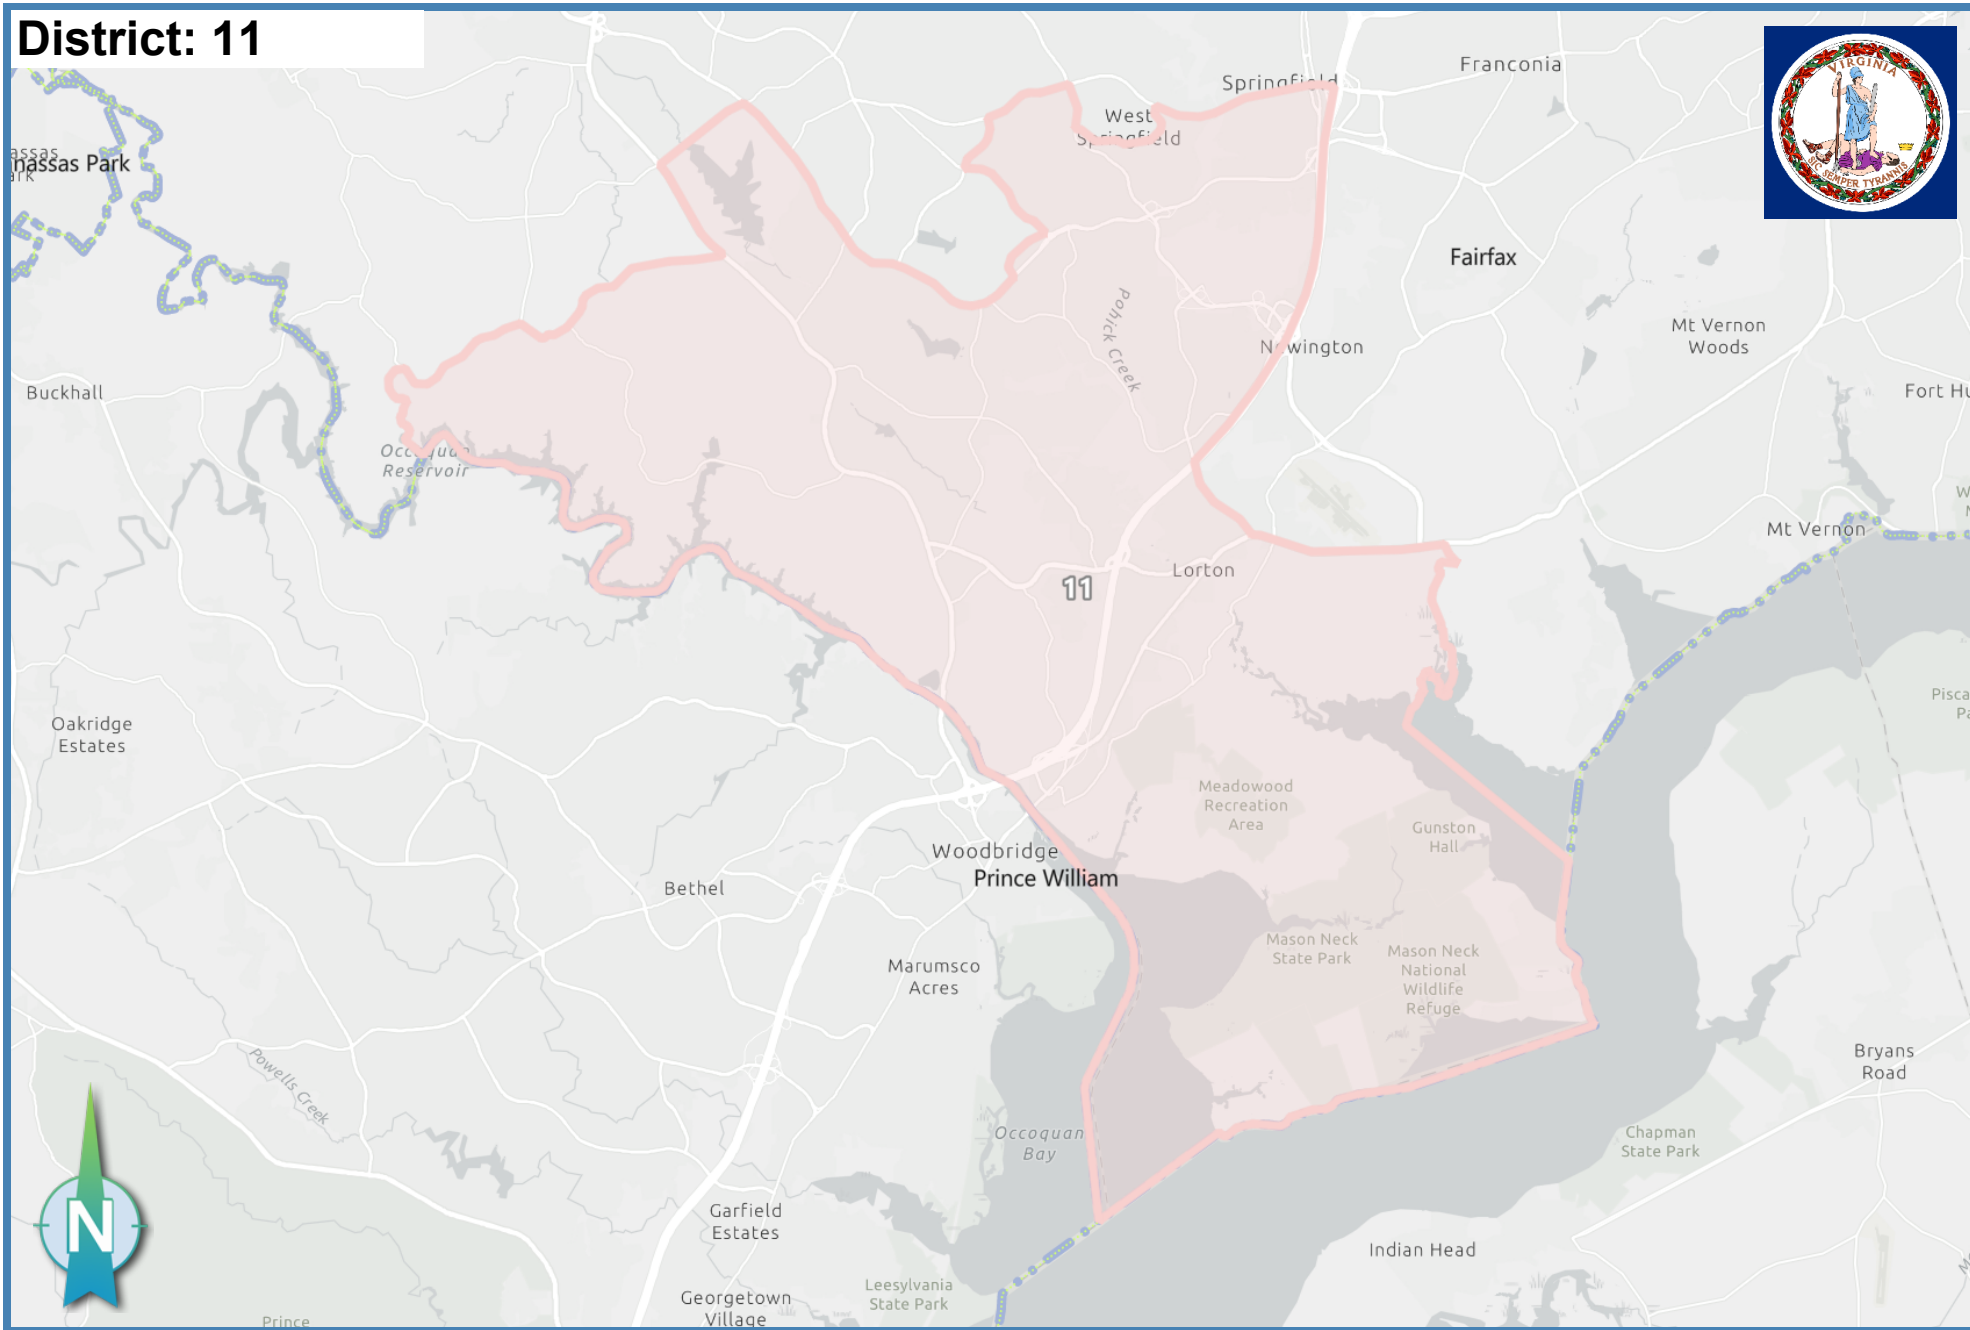 District: 11
VIRGINIA
SIC SEMPER TYRANNIS
Franconia
Springfield
West
Springfield
nassas Park
Fairfax
Pohick Creek
Newington
Mt Vernon
Woods
Buckhall
Fort Hu
Occoquan
Reservoir
Mt Vernon
11
Lorton
Pisca
Pa
Oakridge
Estates
Meadowood
Recreation
Area
Gunston
Hall
Woodbridge
Prince William
Bethel
Mason Neck
State Park
Mason Neck
National
Wildlife
Refuge
Marumsco
Acres
Powells Creek
Bryans
Road
Occoquan
Bay
Chapman
State Park
N
Garfield
Estates
Indian Head
Leesylvania
State Park
Georgetown
Village
Prince